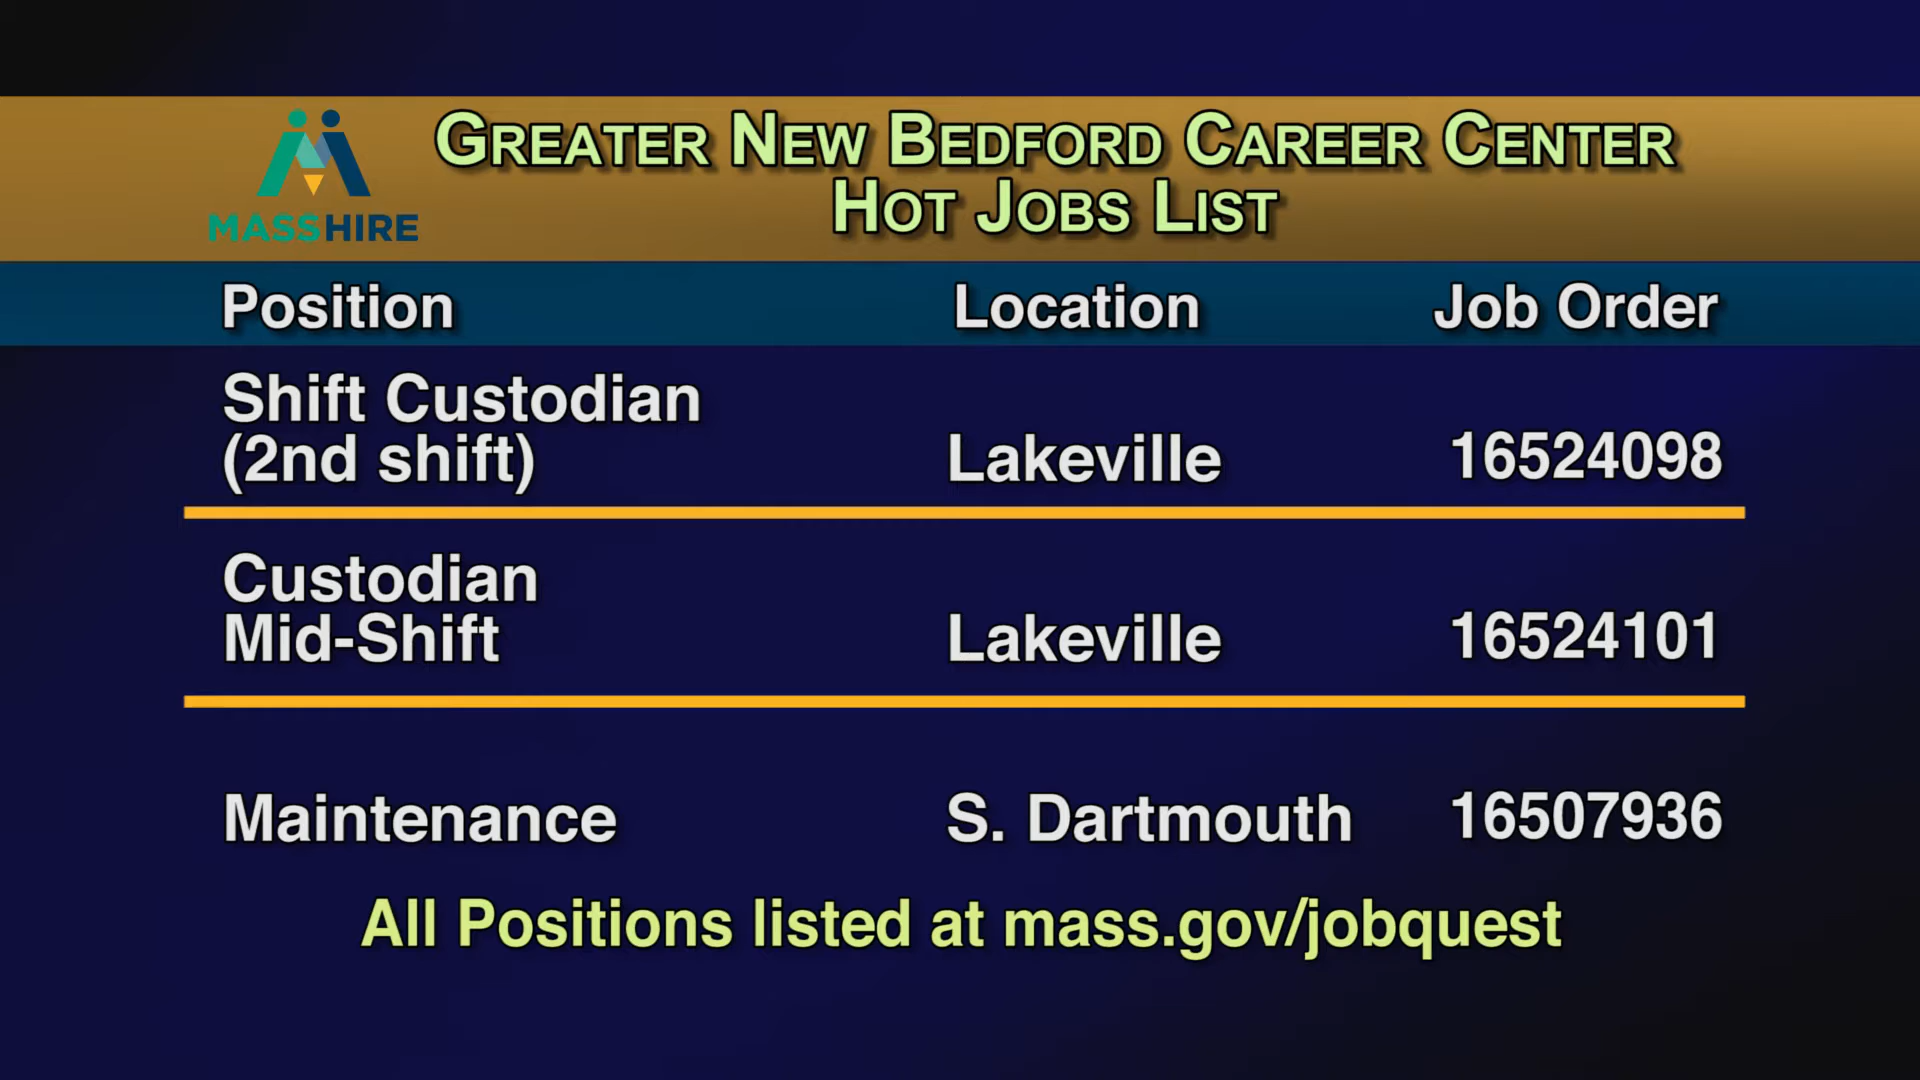 MASSHIRE
GREATER NEW BEDFORD CAREER CENTER
HOT JOBS LIST
Position Location Job Order
Shift Custodian
(2nd shift) Lakeville 16524098
Custodian
Mid-Shift Lakeville 16524101
Maintenance S. Dartmouth 16507936
All Positions listed at mass.gov/jobquest